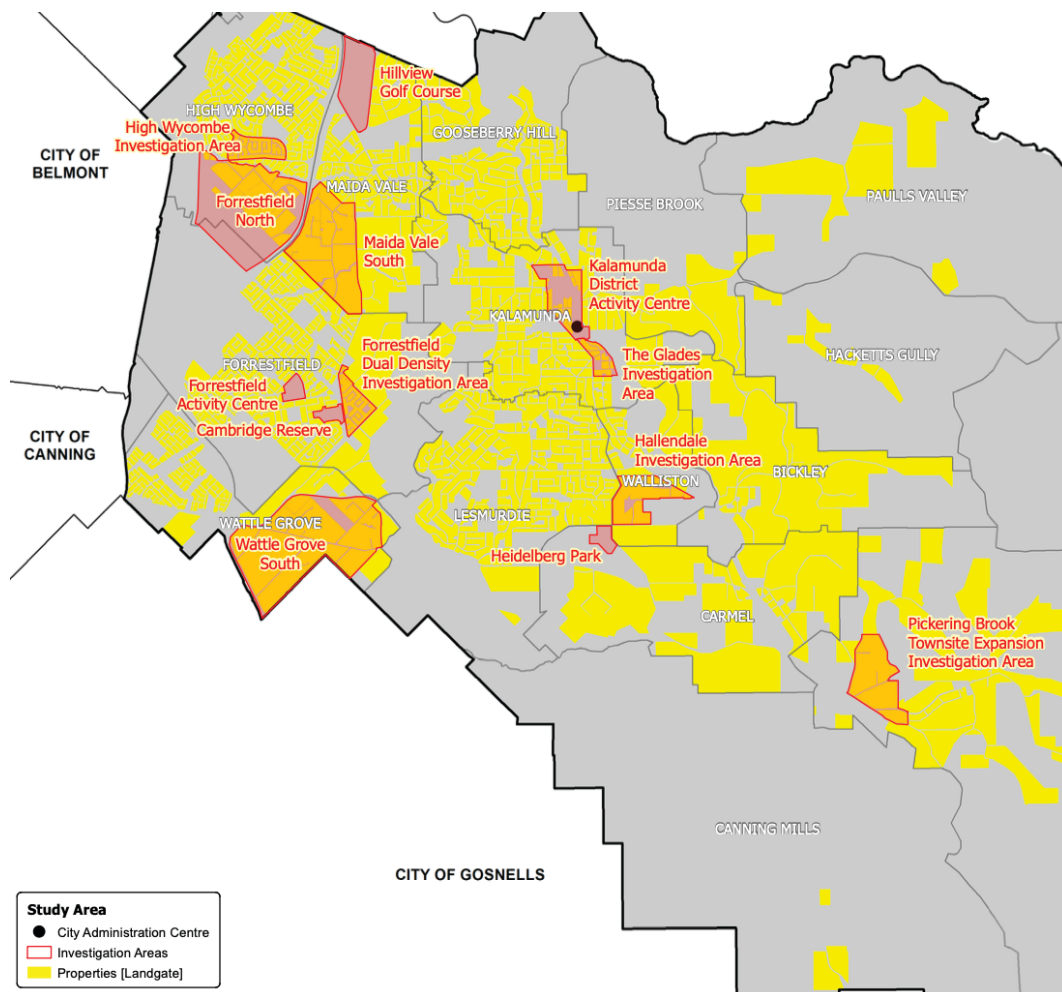 Hillview
Golf Course
HIGH WYCOMBE
High Wycombe
Investigation Area
GOOSEBERRY HILL
CITY OF
BELMONT
MAIDA VALE
PAULLS VALLEY
PIESSE BROOK
Forrestfield
North
Maida Vale
South
Kalamunda
District
Activity Centre
KALAMUNDA
FORRESTFIELD
Forrestfield
Dual Density
Investigation Area
The Glades
Investigation
Area
HACKETTS GULLY
Forrestfield
Activity Centre
Cambridge Reserve
CITY OF
CANNING
Hallendale
Investigation Area
WALLISTON
BICKLEY
LESMURDIE
WATTLE GROVE
Wattle Grove
South
Heidelberg Park
CARMEL
Pickering Brook
Townsite Expansion
Investigation Area
CANNING MILLS
CITY OF GOSNELLS
Study Area
City Administration Centre
Investigation Areas
Properties [Landgate]